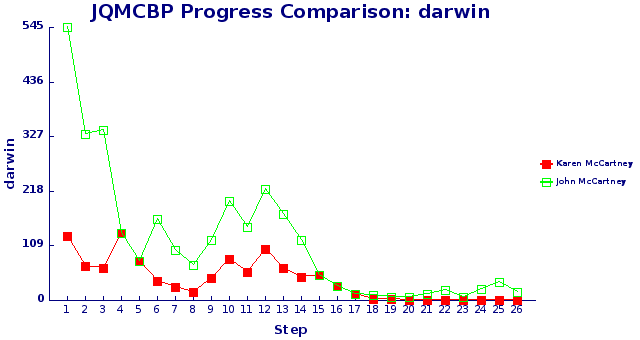 JQMCBP Progress Comparison: darwin
545
436
327
218
109
0
darwin
1 2 3 4 5 6 7 8 9 10 11 12 13 14 15 16 17 18 19 20 21 22 23 24 25 26
Step
Karen McCartney
John McCartney